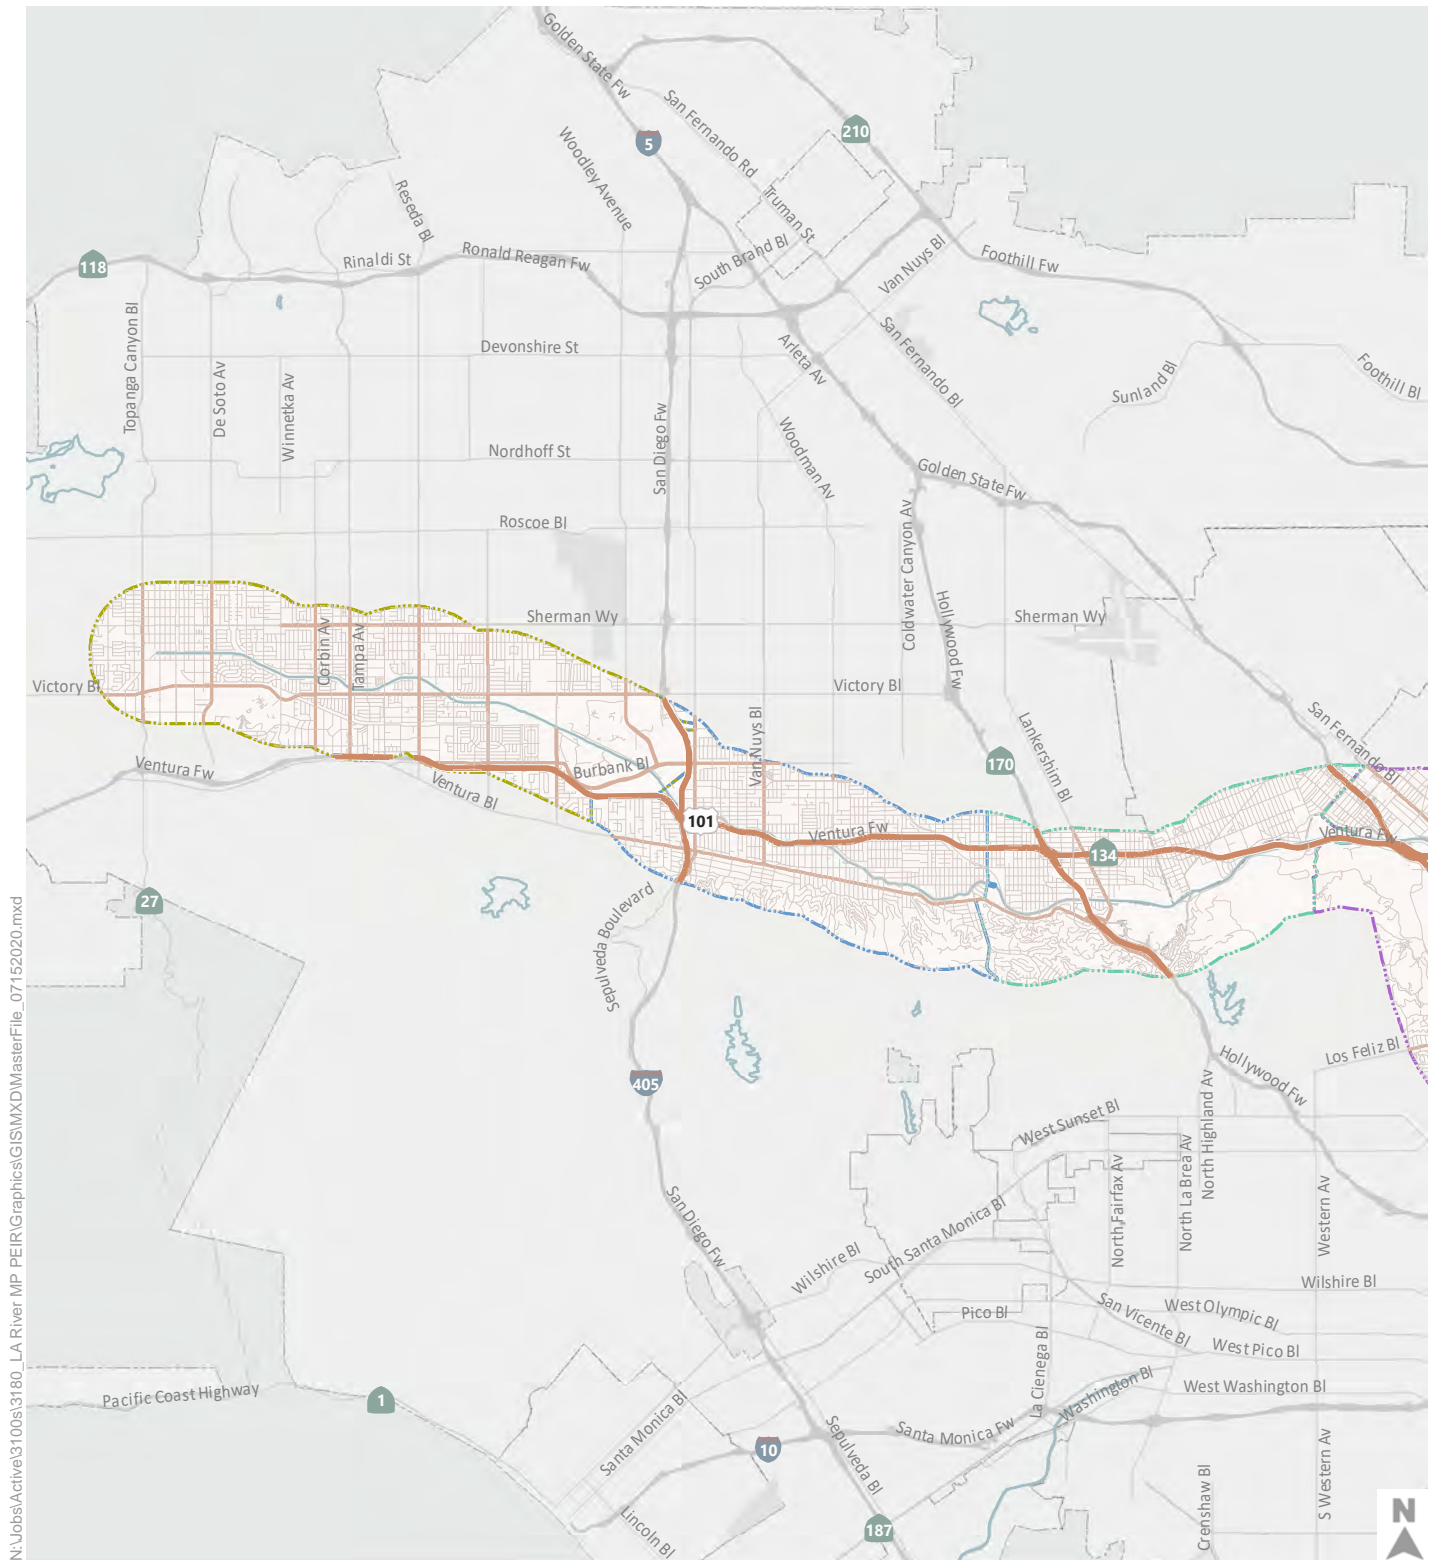 Golden State Fw
San Fernando Rd
210
5
Woodley Avenue
Truman St
Reseda Bl
South Brand Bl
Van Nuys Bl
Foothill Fw
118
Rinaldi St
Ronald Reagan Fw
Topanga Canyon Bl
De Soto Av
Winnetka Av
Devonshire St
Arleta Av
San Fernando Bl
Sunland Bl
Foothill Bl
San Diego Fw
Nordhoff St
Woodman Av
Golden State Fw
Roscoe Bl
Coldwater Canyon Av
Hollywood Fw
Sherman Wy
Sherman Wy
Corbin Av
Tampa Av
Victory Bl
Victory Bl
Van Nuys Bl
Lankershim Bl
San Fernando Bl
Ventura Fw
Burbank Bl
Ventura Bl
170
101
Ventura Fw
134
Ventura Fw
27
Sepulveda Boulevard
405
Los Feliz Bl
Hollywood Fw
West Sunset Bl
North Fairfax Av
North La Brea Av
North Highland Av
Western Av
San Diego Fw
South Santa Monica Bl
Wilshire Bl
Wilshire Bl
Pico Bl
San Vicente Bl
West Olympic Bl
West Pico Bl
La Cienega Bl
Washington Bl
West Washington Bl
Pacific Coast Highway
1
Santa Monica Bl
10
Sepulveda Bl
Santa Monica Fw
Lincoln Bl
187
Crenshaw Bl
S Western Av
N
N:\Jobs\Active\3100s\3180_LA River MP PEIR\Graphics\GIS\MXD\MasterFile_07152020.mxd